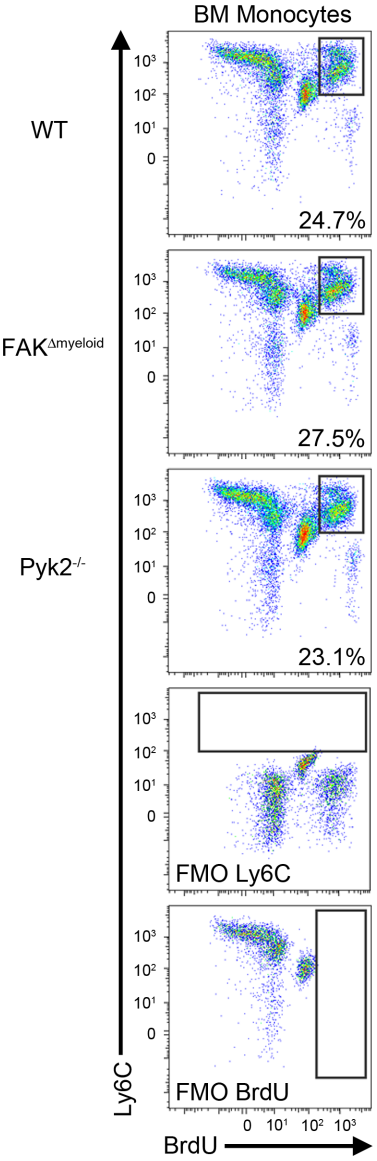 BM Monocytes
10³
10²
10¹
0
WT
24.7%
10³
10²
10¹
0
FAKΔmyeloid
27.5%
10³
10²
10¹
0
Pyk2-/-
23.1%
10³
10²
10¹
0
FMO Ly6C
10³
10²
10¹
0
FMO BrdU
Ly6C
0 10¹ 10² 10³
BrdU